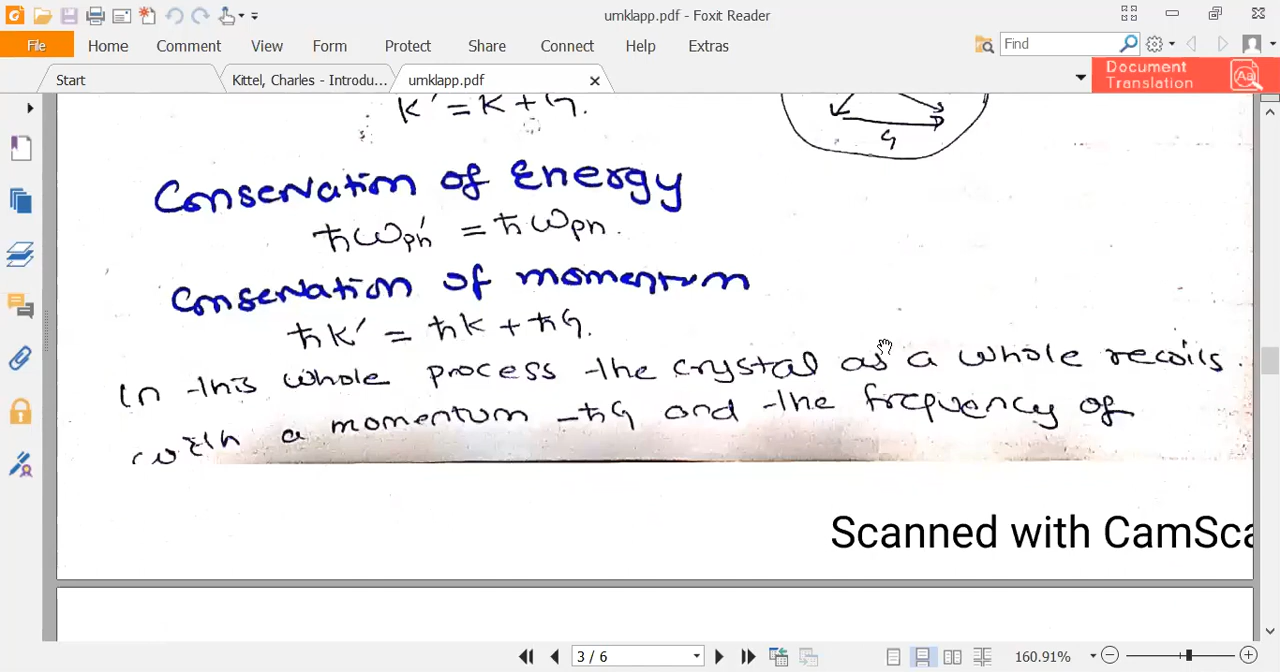 umklapp.pdf - Foxit Reader
File Home Comment View Form Protect Share Connect Help Extras
Find
Start Kittel, Charles - Introdu... umklapp.pdf
Document Translation
K' = K + G.
G
Conservation of Energy
ħω'ph = ħωph.
Conservation of momentum
ħK' = ħK + ħG.
In this whole process the crystal as a whole recoils.
with a momentum -ħG and the frequency of
Scanned with CamSca
3 / 6
160.91%